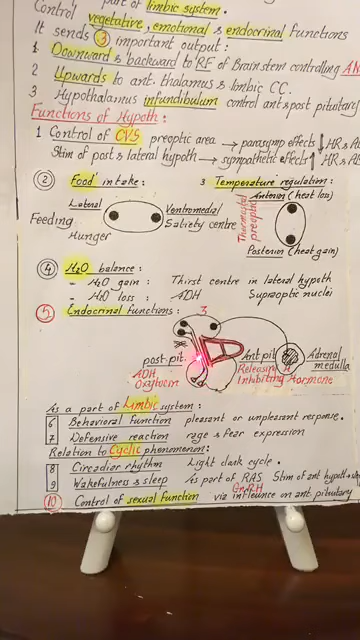 part of limbic system.
Control vegetative, emotional & endocrinal functions
It sends 3 important output:
1 Downward & backward to RF of Brainstem controlling AN
2 Upwards to ant. thalamus & limbic CC.
3 Hypothalamus infundibulum control ant & post pituitary
Functions of Hypoth:
1 Control of CVS preoptic area → parasymp effects ↓ HR &
Stim of post & lateral hypoth → sympathetic effects ↑ HR &
2 Food intake:
3 Temperature regulation:
Anterior (heat loss)
Lateral
Ventromedial
Feeding
Satiety centre
Hunger
Thermostat
preoptic
Posterior (heat gain)
4 H2O balance:
- H2O gain: Thirst centre in lateral hypoth
- H2O loss: ADH Supraoptic nuclei
5 Endocrinal functions:
3
post-pit.
Ant pit
Adrenal
medulla
ADH
Oxytocin
Releasing H
Inhibiting Hormone
As a part of Limbic system:
6 Behavioral function pleasant or unpleasant response.
7 Defensive reaction rage & fear expression
Relation to Cyclic phenomenon:
8 Circadian rhythm Light dark cycle.
9 Wakefulness & sleep As part of RAS Stim of ant hypoth → sleep
GnRH
10 Control of sexual function via influence on ant pituitary